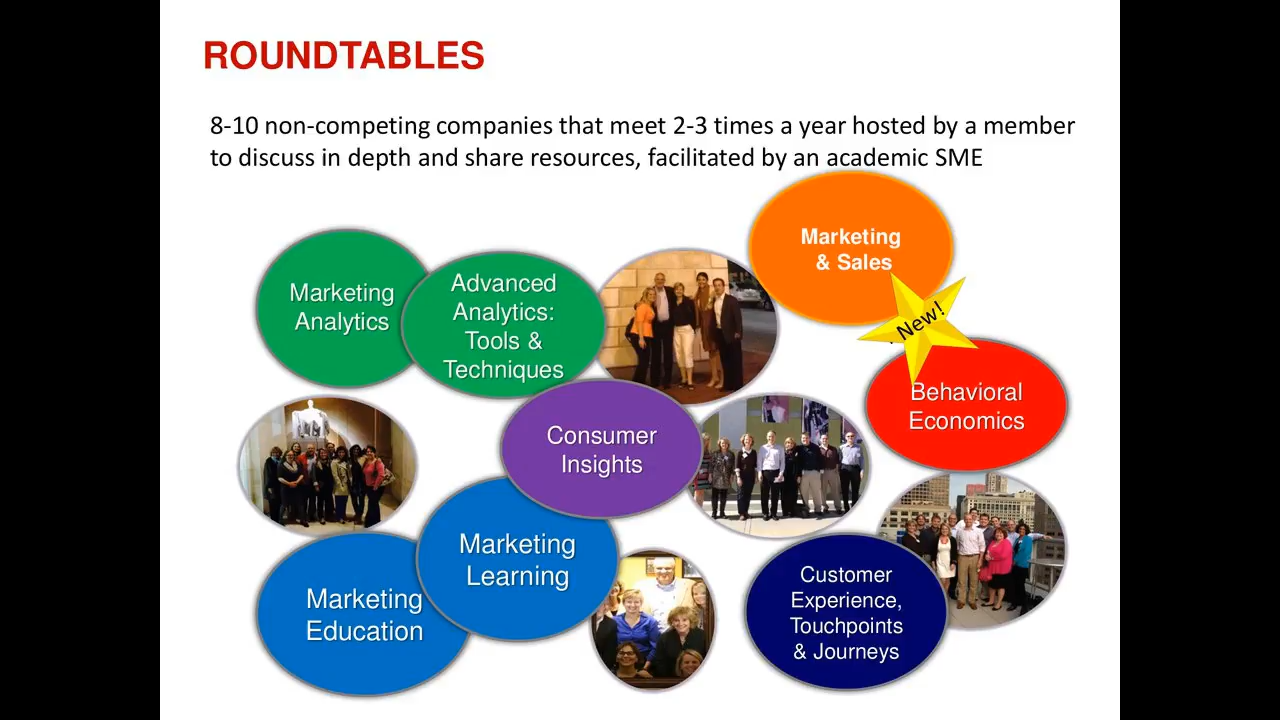 ROUNDTABLES
8-10 non-competing companies that meet 2-3 times a year hosted by a member
to discuss in depth and share resources, facilitated by an academic SME
Marketing
& Sales
Marketing
Analytics
Advanced
Analytics:
Tools &
Techniques
New!
Behavioral
Economics
Consumer
Insights
Marketing
Learning
Marketing
Education
Customer
Experience,
Touchpoints
& Journeys